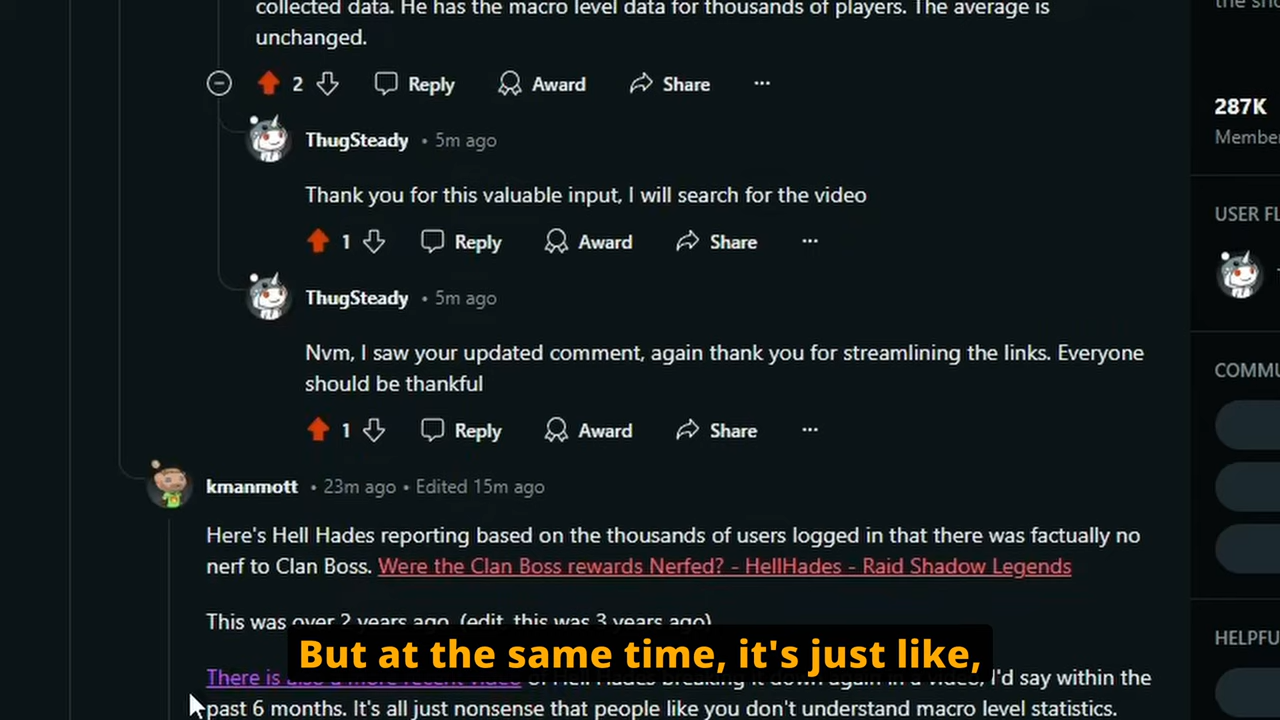 collected data. He has the macro level data for thousands of players. The average is
unchanged.
2 Reply Award Share ...
287K
Member
ThugSteady • 5m ago
Thank you for this valuable input, I will search for the video
USER FL
1 Reply Award Share ...
ThugSteady • 5m ago
Nvm, I saw your updated comment, again thank you for streamlining the links. Everyone
should be thankful
COMMU
1 Reply Award Share ...
kmanmott • 23m ago • Edited 15m ago
Here's Hell Hades reporting based on the thousands of users logged in that there was factually no
nerf to Clan Boss. Were the Clan Boss rewards Nerfed? - HellHades - Raid Shadow Legends
This was over 2 years ago. (edit, this was 3 years ago)
HELPFU
But at the same time, it's just like,
There is also a more recent video of Hell Hades breaking it down again in a video, I'd say within the
past 6 months. It's all just nonsense that people like you don't understand macro level statistics.